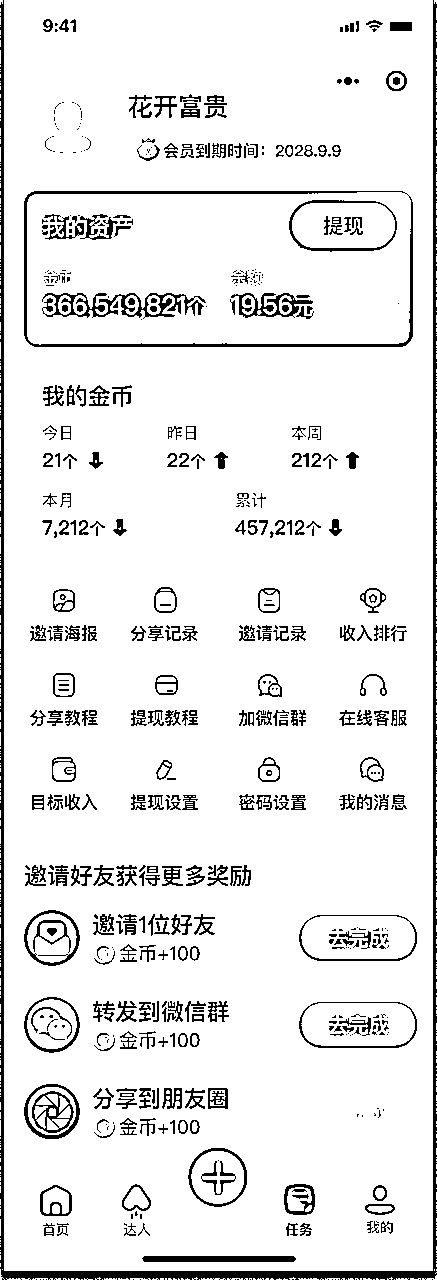 9:41
花开富贵
会员到期时间：2028.9.9
我的资产
提现
金币 余额
366,549,821个 19.56元
我的金币
今日 昨日 本周
21个 22个 212个
本月 累计
7,212个 457,212个
邀请海报 分享记录 邀请记录 收入排行
分享教程 提现教程 加微信群 在线客服
目标收入 提现设置 密码设置 我的消息
邀请好友获得更多奖励
邀请1位好友
金币+100
去完成
转发到微信群
金币+100
去完成
分享到朋友圈
金币+100
首页 达人 任务 我的